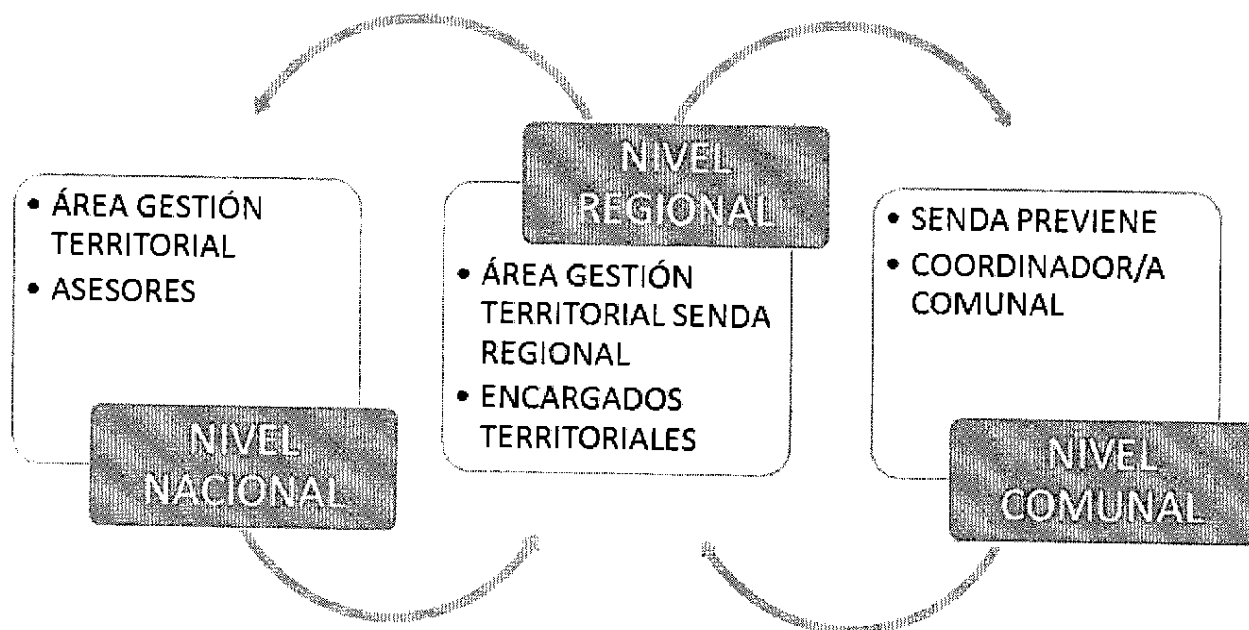 • ÁREA GESTIÓN
TERRITORIAL
• ASESORES
NIVEL
NACIONAL
NIVEL
REGIONAL
• ÁREA GESTIÓN
TERRITORIAL SENDA
REGIONAL
• ENCARGADOS
TERRITORIALES
• SENDA PREVIENE
• COORDINADOR/A
COMUNAL
NIVEL
COMUNAL